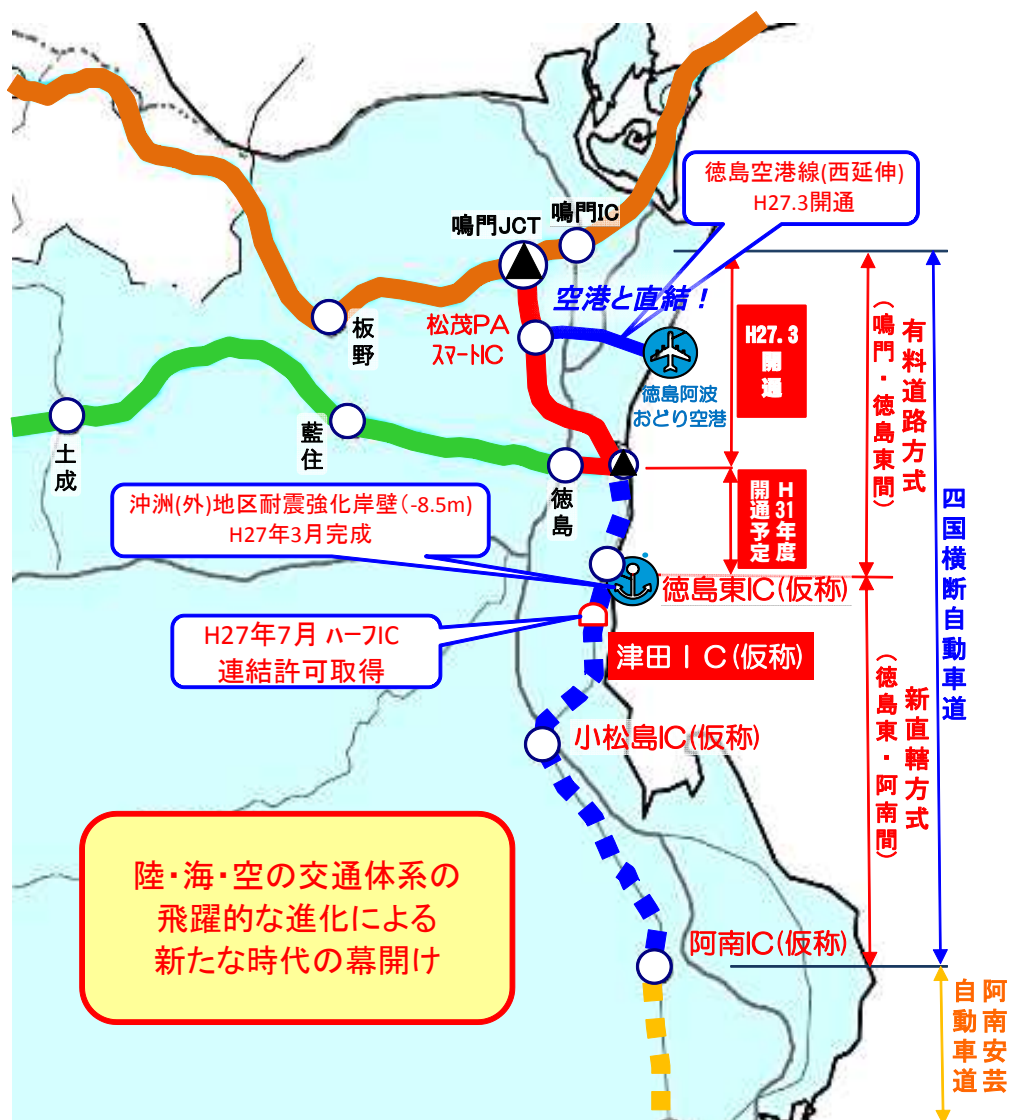 徳島空港線(西延伸)
H27.3開通
鳴門JCT
鳴門IC
空港と直結！
板野
松茂PA
スマートIC
徳島阿波
おどり空港
H27.3
開通
有料道路方式
（鳴門・徳島東間）
土成
藍住
徳島
沖洲(外)地区耐震強化岸壁(-8.5m)
H27年3月完成
H31年度
開通予定
四国横断自動車道
徳島東IC(仮称)
H27年7月 ハーフIC
連結許可取得
津田ＩＣ(仮称)
新直轄方式
（徳島東・阿南間）
小松島IC(仮称)
陸・海・空の交通体系の
飛躍的な進化による
新たな時代の幕開け
阿南IC(仮称)
阿南安芸
自動車道